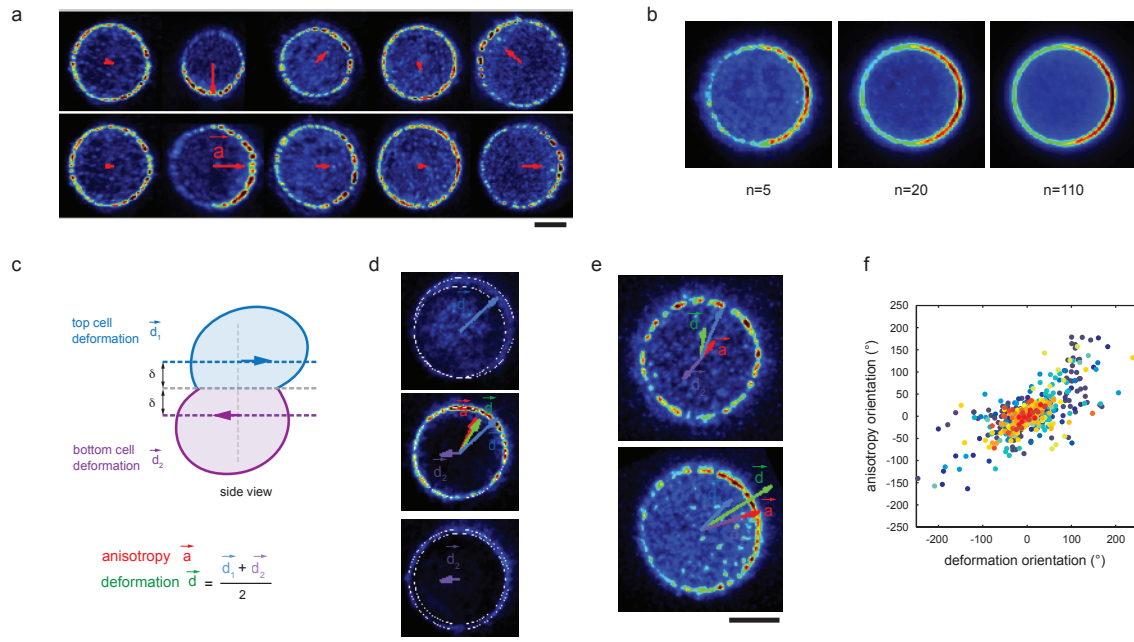 a
a
b
n=5
n=20
n=110
c
top cell
deformation d₁
δ
δ
bottom cell
deformation d₂
side view
anisotropy a
deformation d = d₁ + d₂
2
d
d
a d
d₂
d₂
e
d
a
d
a
f
250
200
150
100
50
0
-50
-100
-150
-200
-250
-200
-100
0
100
200
anisotropy orientation (°)
deformation orientation (°)